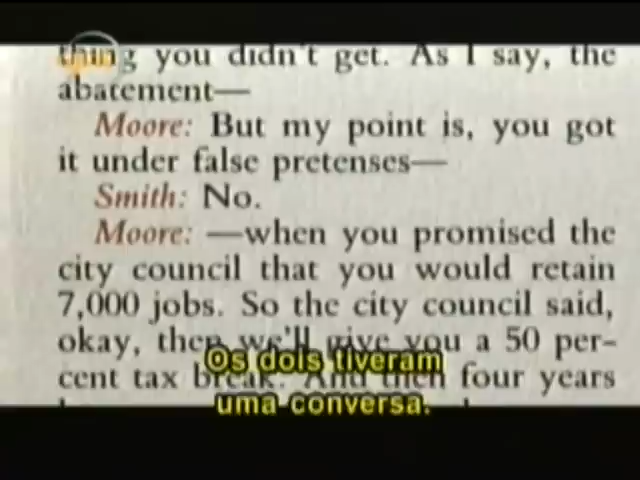 thing you didn't get. As I say, the
abatement—
Moore: But my point is, you got
it under false pretenses—
Smith: No.
Moore: —when you promised the
city council that you would retain
7,000 jobs. So the city council said,
okay, then we'll give you a 50 per-
cent tax break. And then four years
Os dois tiveram
uma conversa.